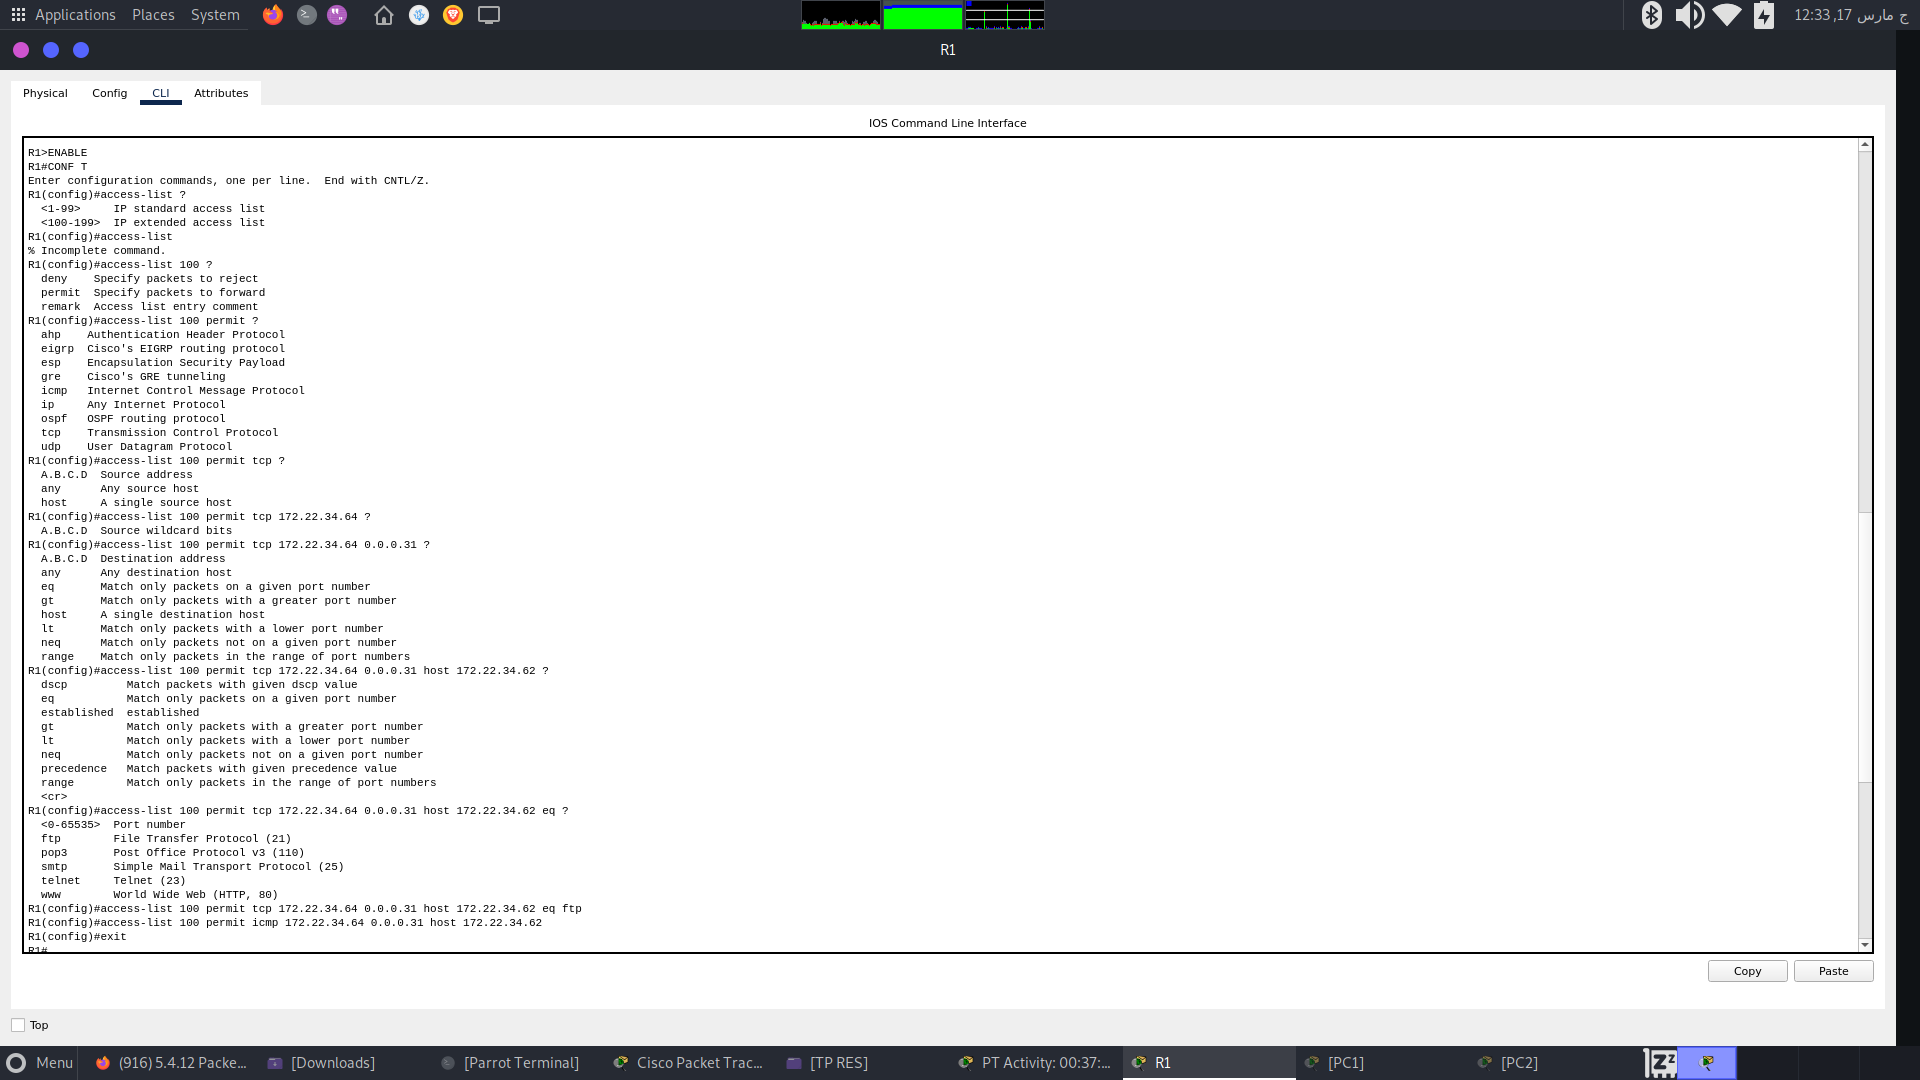 Applications Places System
12:33 ,17 مارس ج
R1
Physical Config CLI Attributes
IOS Command Line Interface
R1>ENABLE
R1#CONF T
Enter configuration commands, one per line.  End with CNTL/Z.
R1(config)#access-list ?
  <1-99>     IP standard access list
  <100-199>  IP extended access list
R1(config)#access-list
% Incomplete command.
R1(config)#access-list 100 ?
  deny    Specify packets to reject
  permit  Specify packets to forward
  remark  Access list entry comment
R1(config)#access-list 100 permit ?
  ahp    Authentication Header Protocol
  eigrp  Cisco's EIGRP routing protocol
  esp    Encapsulation Security Payload
  gre    Cisco's GRE tunneling
  icmp   Internet Control Message Protocol
  ip     Any Internet Protocol
  ospf   OSPF routing protocol
  tcp    Transmission Control Protocol
  udp    User Datagram Protocol
R1(config)#access-list 100 permit tcp ?
  A.B.C.D  Source address
  any      Any source host
  host     A single source host
R1(config)#access-list 100 permit tcp 172.22.34.64 ?
  A.B.C.D  Source wildcard bits
R1(config)#access-list 100 permit tcp 172.22.34.64 0.0.0.31 ?
  A.B.C.D  Destination address
  any      Any destination host
  eq       Match only packets on a given port number
  gt       Match only packets with a greater port number
  host     A single destination host
  lt       Match only packets with a lower port number
  neq      Match only packets not on a given port number
  range    Match only packets in the range of port numbers
R1(config)#access-list 100 permit tcp 172.22.34.64 0.0.0.31 host 172.22.34.62 ?
  dscp         Match packets with given dscp value
  eq           Match only packets on a given port number
  established  established
  gt           Match only packets with a greater port number
  lt           Match only packets with a lower port number
  neq          Match only packets not on a given port number
  precedence   Match packets with given precedence value
  range        Match only packets in the range of port numbers
  <cr>
R1(config)#access-list 100 permit tcp 172.22.34.64 0.0.0.31 host 172.22.34.62 eq ?
  <0-65535>  Port number
  ftp        File Transfer Protocol (21)
  pop3       Post Office Protocol v3 (110)
  smtp       Simple Mail Transport Protocol (25)
  telnet     Telnet (23)
  www        World Wide Web (HTTP, 80)
R1(config)#access-list 100 permit tcp 172.22.34.64 0.0.0.31 host 172.22.34.62 eq ftp
R1(config)#access-list 100 permit icmp 172.22.34.64 0.0.0.31 host 172.22.34.62
R1(config)#exit
R1#
Copy Paste
Top
Menu (916) 5.4.12 Packe... [Downloads] [Parrot Terminal] Cisco Packet Trac... [TP RES] PT Activity: 00:37:... R1 [PC1] [PC2]